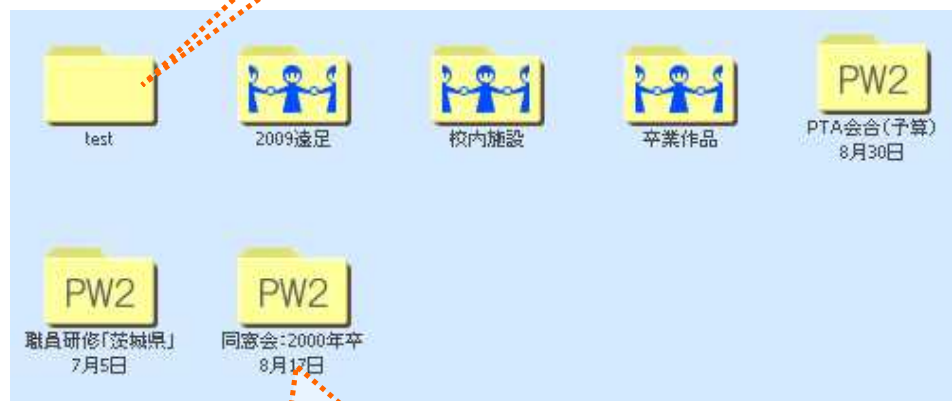 test
2009遠足
校内施設
卒業作品
PW2
PTA会合(予算)
8月30日
PW2
職員研修「茨城県」
7月5日
PW2
同窓会:2000年卒
8月17日